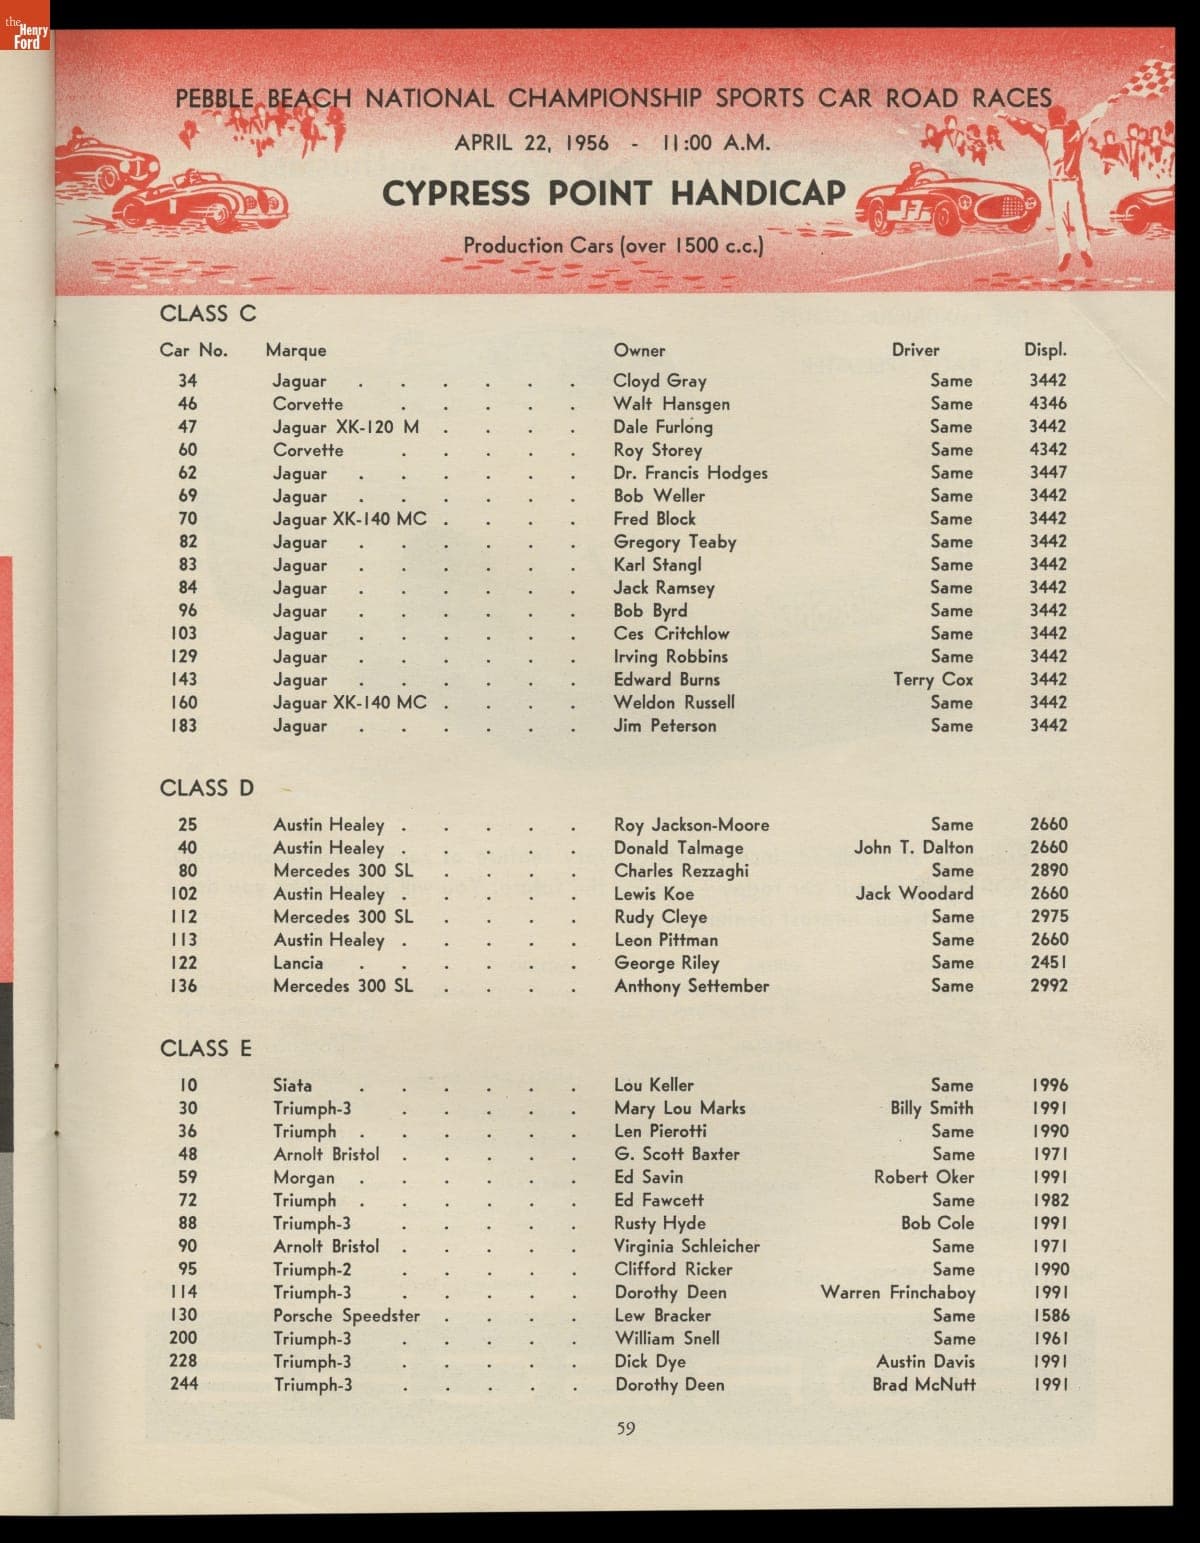 the
Henry
Ford
PEBBLE BEACH NATIONAL CHAMPIONSHIP SPORTS CAR ROAD RACES
APRIL 22, 1956 - 11:00 A.M.
CYPRESS POINT HANDICAP
Production Cars (over 1500 c.c.)
17
CLASS C
Car No. Marque Owner Driver Displ.
34 Jaguar . . . . . . Cloyd Gray Same 3442
46 Corvette . . . . . Walt Hansgen Same 4346
47 Jaguar XK-120 M . . . . Dale Furlong Same 3442
60 Corvette . . . . . Roy Storey Same 4342
62 Jaguar . . . . . . Dr. Francis Hodges Same 3447
69 Jaguar . . . . . . Bob Weller Same 3442
70 Jaguar XK-140 MC . . . . Fred Block Same 3442
82 Jaguar . . . . . . Gregory Teaby Same 3442
83 Jaguar . . . . . . Karl Stangl Same 3442
84 Jaguar . . . . . . Jack Ramsey Same 3442
96 Jaguar . . . . . . Bob Byrd Same 3442
103 Jaguar . . . . . . Ces Critchlow Same 3442
129 Jaguar . . . . . . Irving Robbins Same 3442
143 Jaguar . . . . . . Edward Burns Terry Cox 3442
160 Jaguar XK-140 MC . . . . Weldon Russell Same 3442
183 Jaguar . . . . . . Jim Peterson Same 3442
CLASS D
25 Austin Healey . . . . . Roy Jackson-Moore Same 2660
40 Austin Healey . . . . . Donald Talmage John T. Dalton 2660
80 Mercedes 300 SL . . . . Charles Rezzaghi Same 2890
102 Austin Healey . . . . . Lewis Koe Jack Woodard 2660
112 Mercedes 300 SL . . . . Rudy Cleye Same 2975
113 Austin Healey . . . . . Leon Pittman Same 2660
122 Lancia . . . . . . George Riley Same 2451
136 Mercedes 300 SL . . . . Anthony Settember Same 2992
CLASS E
10 Siata . . . . . . Lou Keller Same 1996
30 Triumph-3 . . . . . Mary Lou Marks Billy Smith 1991
36 Triumph . . . . . . Len Pierotti Same 1990
48 Arnolt Bristol . . . . . G. Scott Baxter Same 1971
59 Morgan . . . . . . Ed Savin Robert Oker 1991
72 Triumph . . . . . . Ed Fawcett Same 1982
88 Triumph-3 . . . . . Rusty Hyde Bob Cole 1991
90 Arnolt Bristol . . . . . Virginia Schleicher Same 1971
95 Triumph-2 . . . . . Clifford Ricker Same 1990
114 Triumph-3 . . . . . Dorothy Deen Warren Frinchaboy 1991
130 Porsche Speedster . . . . Lew Bracker Same 1586
200 Triumph-3 . . . . . William Snell Same 1961
228 Triumph-3 . . . . . Dick Dye Austin Davis 1991
244 Triumph-3 . . . . . Dorothy Deen Brad McNutt 1991
59